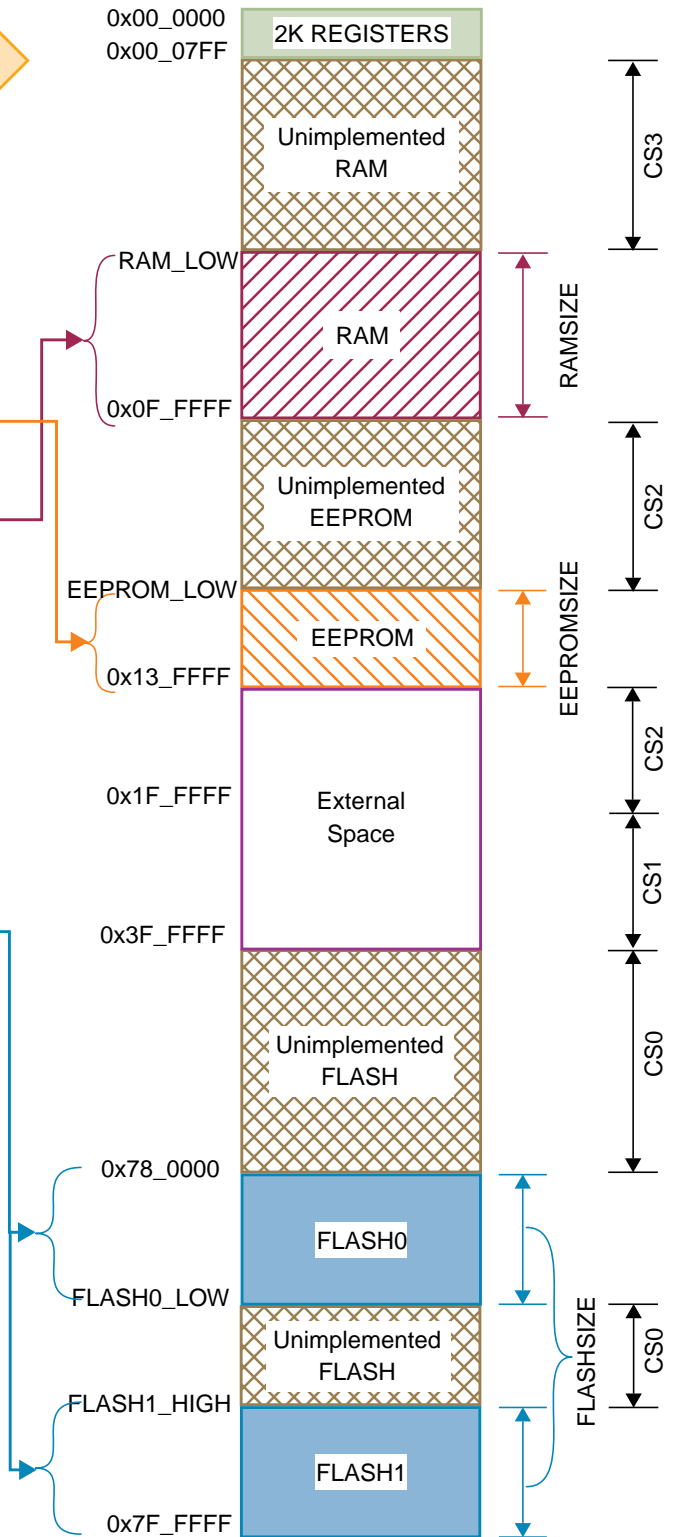 0x00_0000
2K REGISTERS
0x00_07FF
Unimplemented
RAM
CS3
RAM_LOW
RAM
RAMSIZE
0x0F_FFFF
Unimplemented
EEPROM
CS2
EEPROM_LOW
EEPROM
EEPROMSIZE
0x13_FFFF
CS2
0x1F_FFFF
External
Space
CS1
0x3F_FFFF
Unimplemented
FLASH
CS0
0x78_0000
FLASH0
FLASH0_LOW
Unimplemented
FLASH
FLASHSIZE
CS0
FLASH1_HIGH
FLASH1
0x7F_FFFF